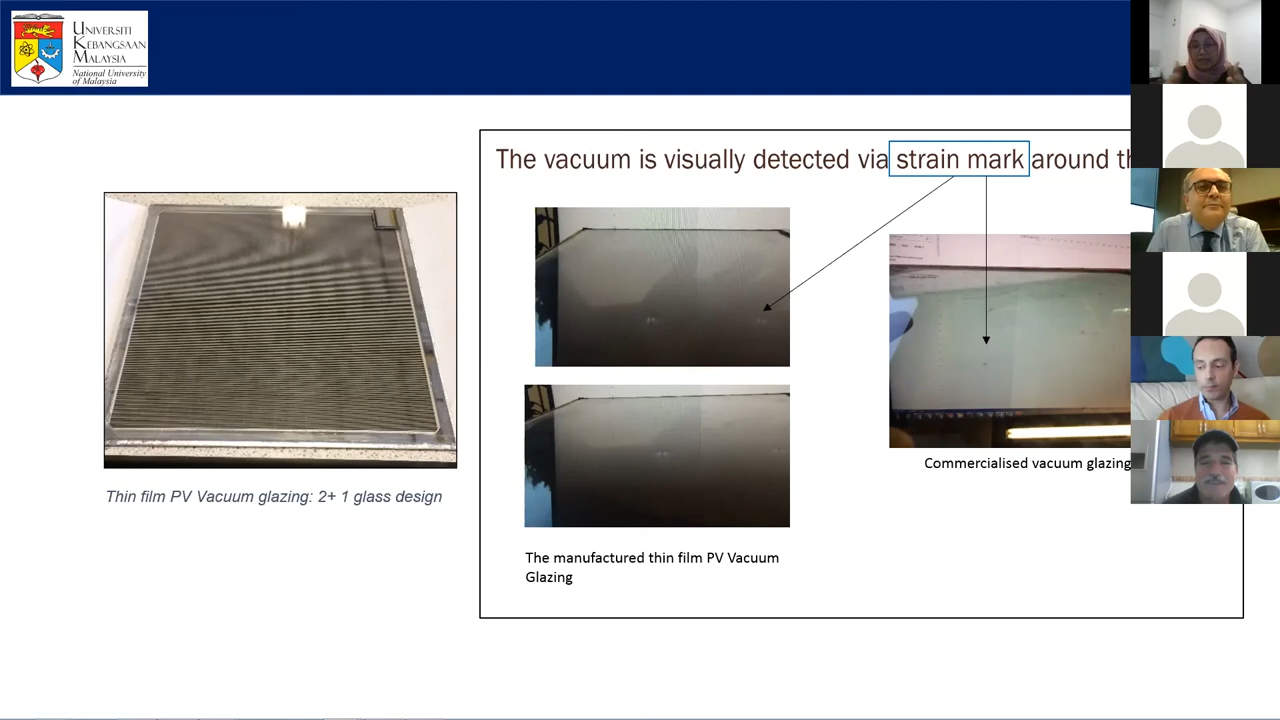 UNIVERSITI
KEBANGSAAN
MALAYSIA
National University
of Malaysia
The vacuum is visually detected via strain mark around
Thin film PV Vacuum glazing: 2+ 1 glass design
Commercialised vacuum glazing
The manufactured thin film PV Vacuum
Glazing